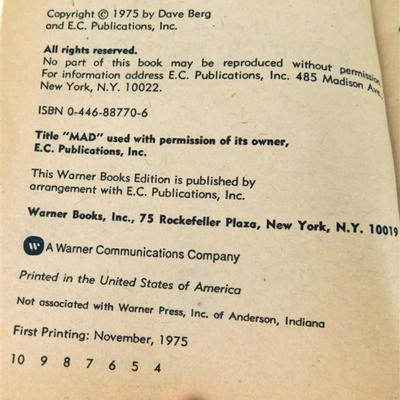 Copyright © 1975 by Dave Berg
and E.C. Publications, Inc.
All rights reserved.
No part of this book may be reproduced without permission.
For information address E.C. Publications, Inc. 485 Madison Ave.
New York, N.Y. 10022.
ISBN 0-446-88770-6
Title "MAD" used with permission of its owner,
E.C. Publications, Inc.
This Warner Books Edition is published by
arrangement with E.C. Publications, Inc.
Warner Books, Inc., 75 Rockefeller Plaza, New York, N.Y. 10019
W A Warner Communications Company
Printed in the United States of America
Not associated with Warner Press, Inc. of Anderson, Indiana
First Printing: November, 1975
10 9 8 7 6 5 4